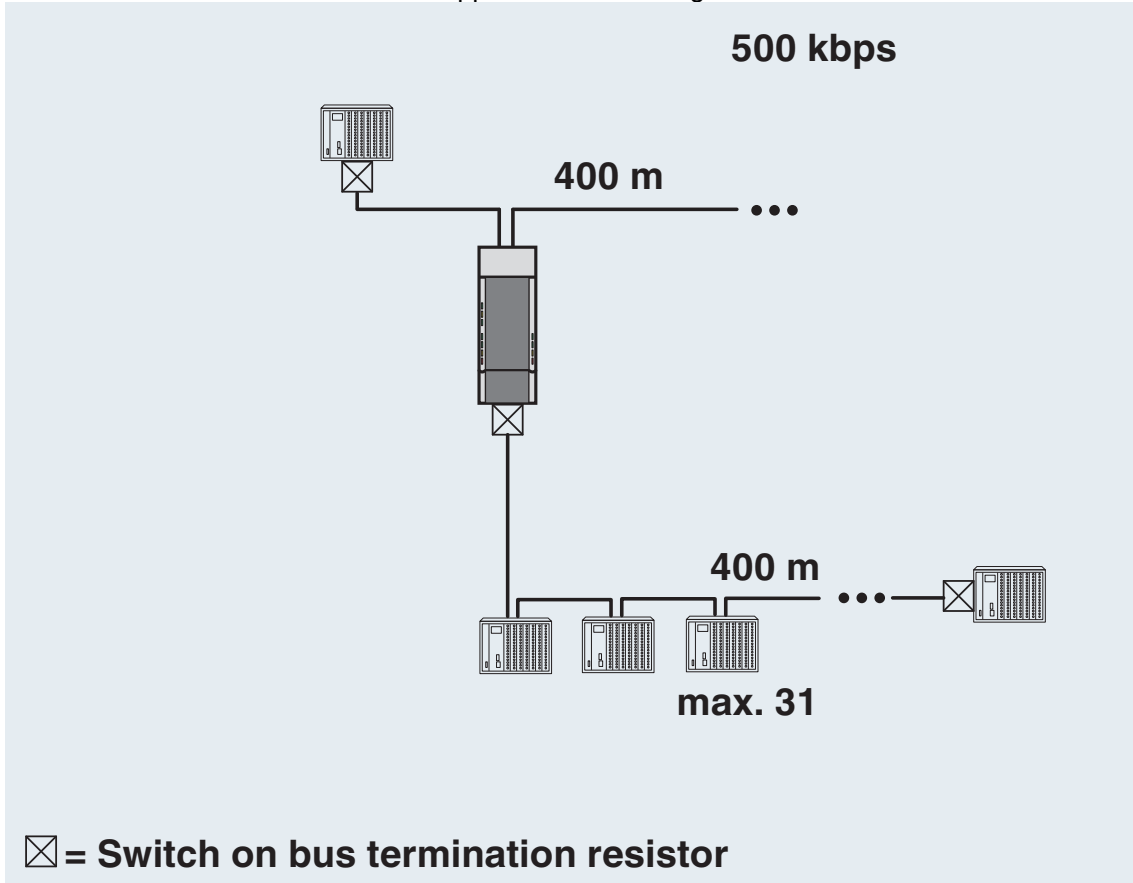 500 kbps
400 m
400 m
max. 31
= Switch on bus termination resistor